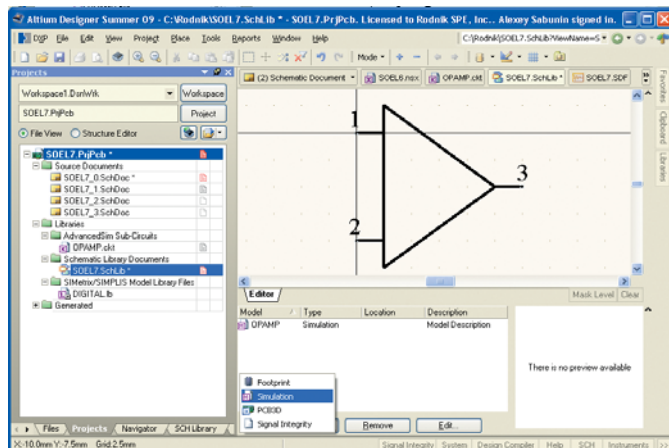 Altium Designer Summer 09 - C:\Rodnik\SOEL7.SchLib * - SOEL7.PrjPcb. Licensed to Rodnik SPE, Inc.. Alexey Sabunin signed in.
DXP File Edit View Project Place Tools Reports Window Help C:\Rodnik\SOEL7.SchLib?ViewName=S
Mode
Projects
(2) Schematic Document SOEL6.nsx OPAMP.ckt SOEL7.SchLib * SOEL7.SDF
Workspace1.DsnWrk Workspace
SOEL7.PrjPcb Project
File View Structure Editor
SOEL7.PrjPcb *
Source Documents
SOEL7_0.SchDoc *
SOEL7_1.SchDoc
SOEL7_2.SchDoc
SOEL7_3.SchDoc
Libraries
AdvancedSim Sub-Circuits
OPAMP.ckt
Schematic Library Documents
SOEL7.SchLib *
SIMetrix/SIMPLIS Model Library Files
DIGITAL.lb
Generated
1
2
3
Favorites
Clipboard
Libraries
Editor Mask Level Clear
Model Type Location Description
OPAMP Simulation Model Description
There is no preview available
Footprint
Simulation
PCB3D
Signal Integrity
Remove Edit...
Files Projects Navigator SCH Library
X:-10.0mm Y:-7.5mm Grid:2.5mm Signal Integrity System Design Compiler Help SCH Instruments >>